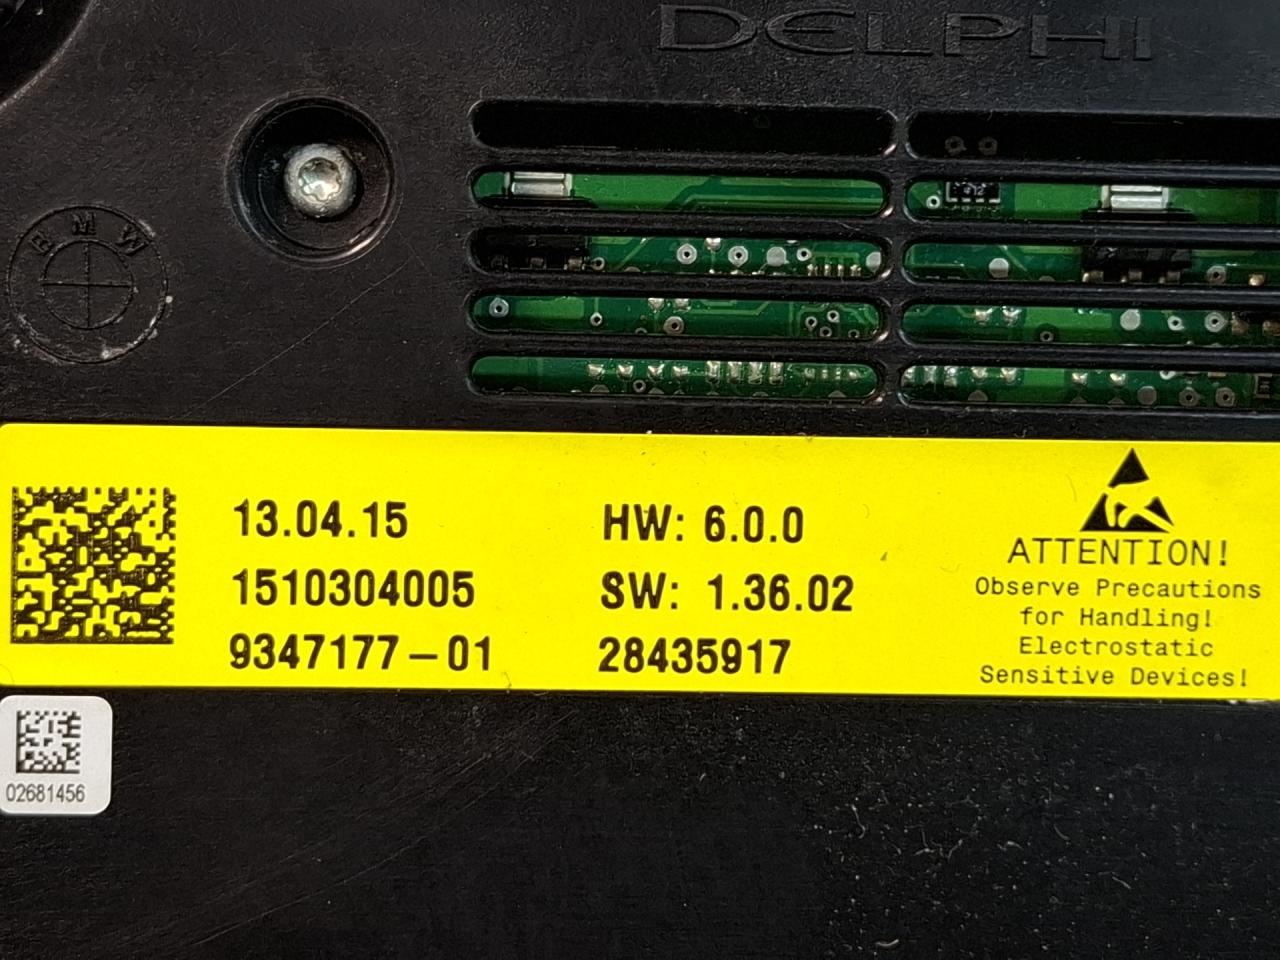 DELPHI
BMW
13.04.15
1510304005
9347177-01
HW: 6.0.0
SW: 1.36.02
28435917
ATTENTION!
Observe Precautions
for Handling!
Electrostatic
Sensitive Devices!
02681456